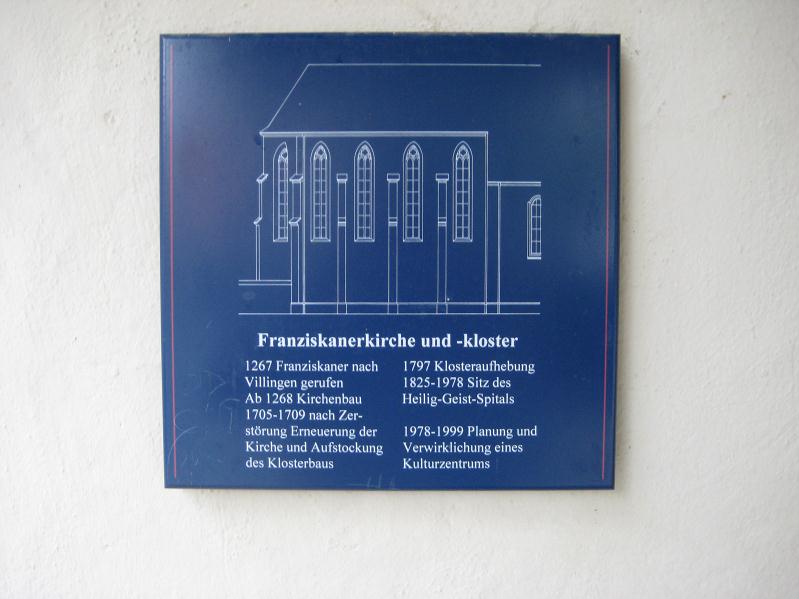 Franziskanerkirche und -kloster
1267 Franziskaner nach
Villingen gerufen
Ab 1268 Kirchenbau
1705-1709 nach Zer-
störung Erneuerung der
Kirche und Aufstockung
des Klosterbaus
1797 Klosteraufhebung
1825-1978 Sitz des
Heilig-Geist-Spitals
1978-1999 Planung und
Verwirklichung eines
Kulturzentrums